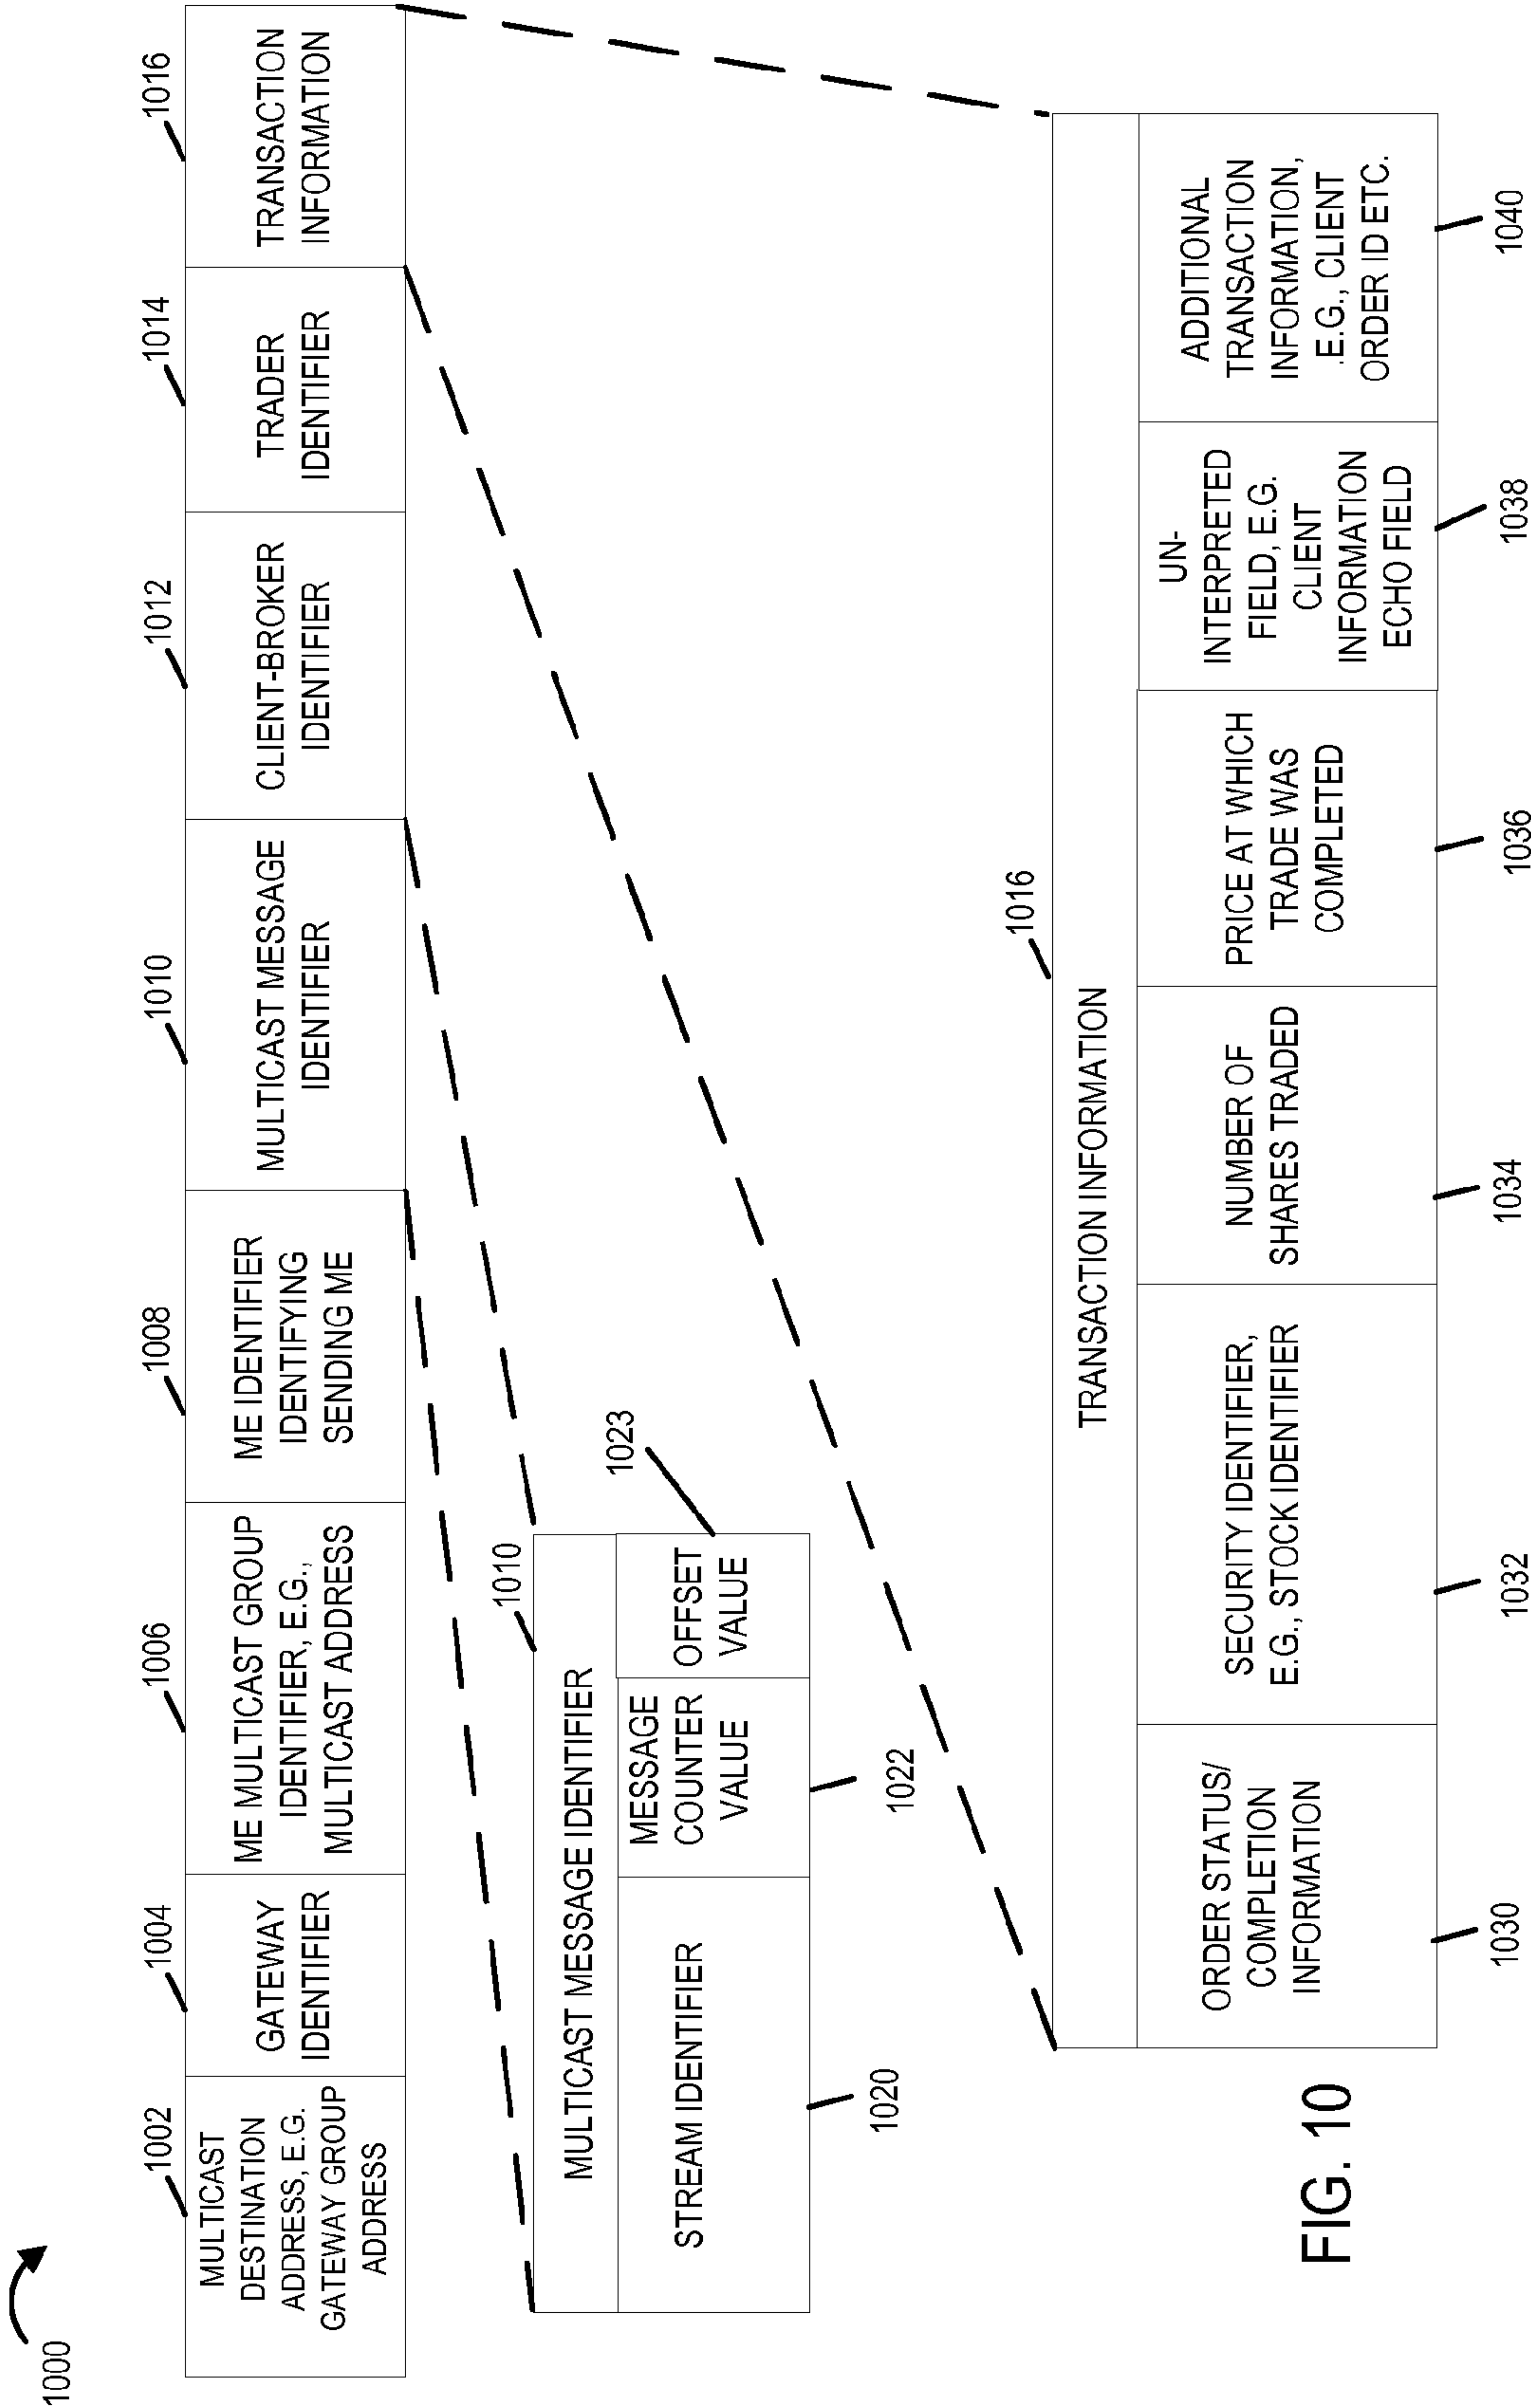 1000
1002
1004
1006
1008
1010
1012
1014
1016
MULTICAST
DESTINATION
ADDRESS, E.G.
GATEWAY GROUP
ADDRESS
GATEWAY
IDENTIFIER
ME MULTICAST GROUP
IDENTIFIER, E.G.,
MULTICAST ADDRESS
ME IDENTIFIER
IDENTIFYING
SENDING ME
MULTICAST MESSAGE
IDENTIFIER
CLIENT-BROKER
IDENTIFIER
TRADER
IDENTIFIER
TRANSACTION
INFORMATION
1010
1023
MULTICAST MESSAGE IDENTIFIER
STREAM IDENTIFIER
MESSAGE
COUNTER
VALUE
OFFSET
VALUE
1020
1022
1016
TRANSACTION INFORMATION
ORDER STATUS/
COMPLETION
INFORMATION
SECURITY IDENTIFIER,
E.G., STOCK IDENTIFIER
NUMBER OF
SHARES TRADED
PRICE AT WHICH
TRADE WAS
COMPLETED
UN-
INTERPRETED
FIELD, E.G.
CLIENT
INFORMATION
ECHO FIELD
ADDITIONAL
TRANSACTION
INFORMATION,
.E.G., CLIENT
ORDER ID ETC.
1030
1032
1034
1036
1038
1040
FIG. 10